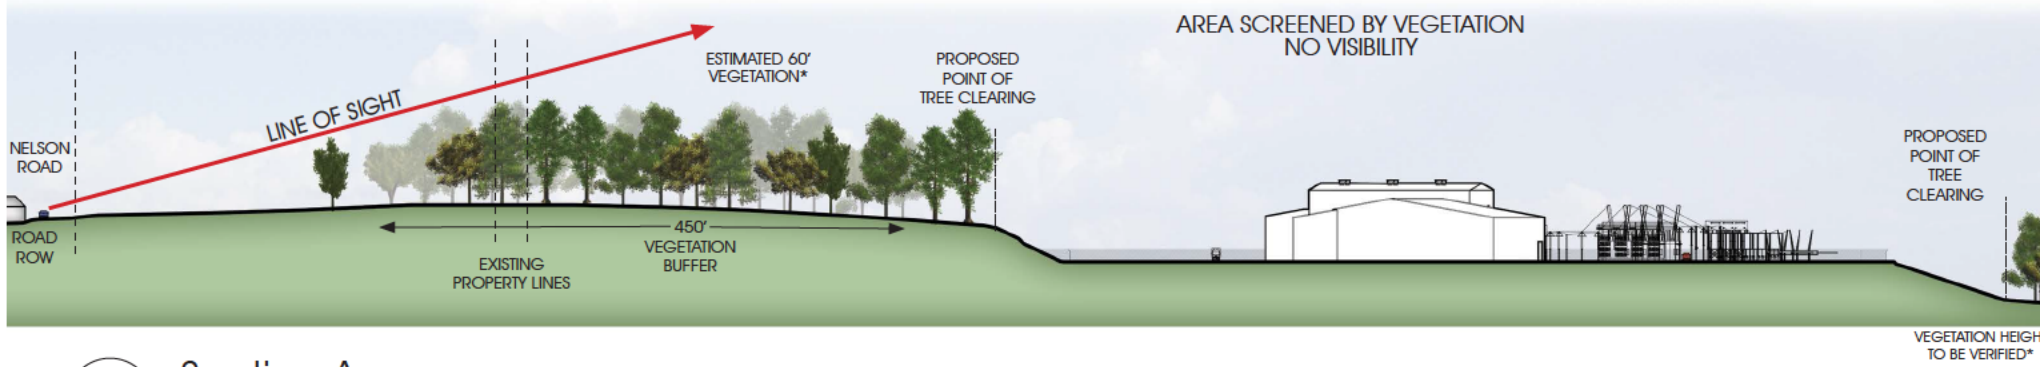 AREA SCREENED BY VEGETATION
NO VISIBILITY
ESTIMATED 60'
VEGETATION*
PROPOSED
POINT OF
TREE CLEARING
LINE OF SIGHT
NELSON
ROAD
PROPOSED
POINT OF
TREE
CLEARING
ROAD
ROW
450'
VEGETATION
BUFFER
EXISTING
PROPERTY LINES
VEGETATION HEIGH
TO BE VERIFIED*